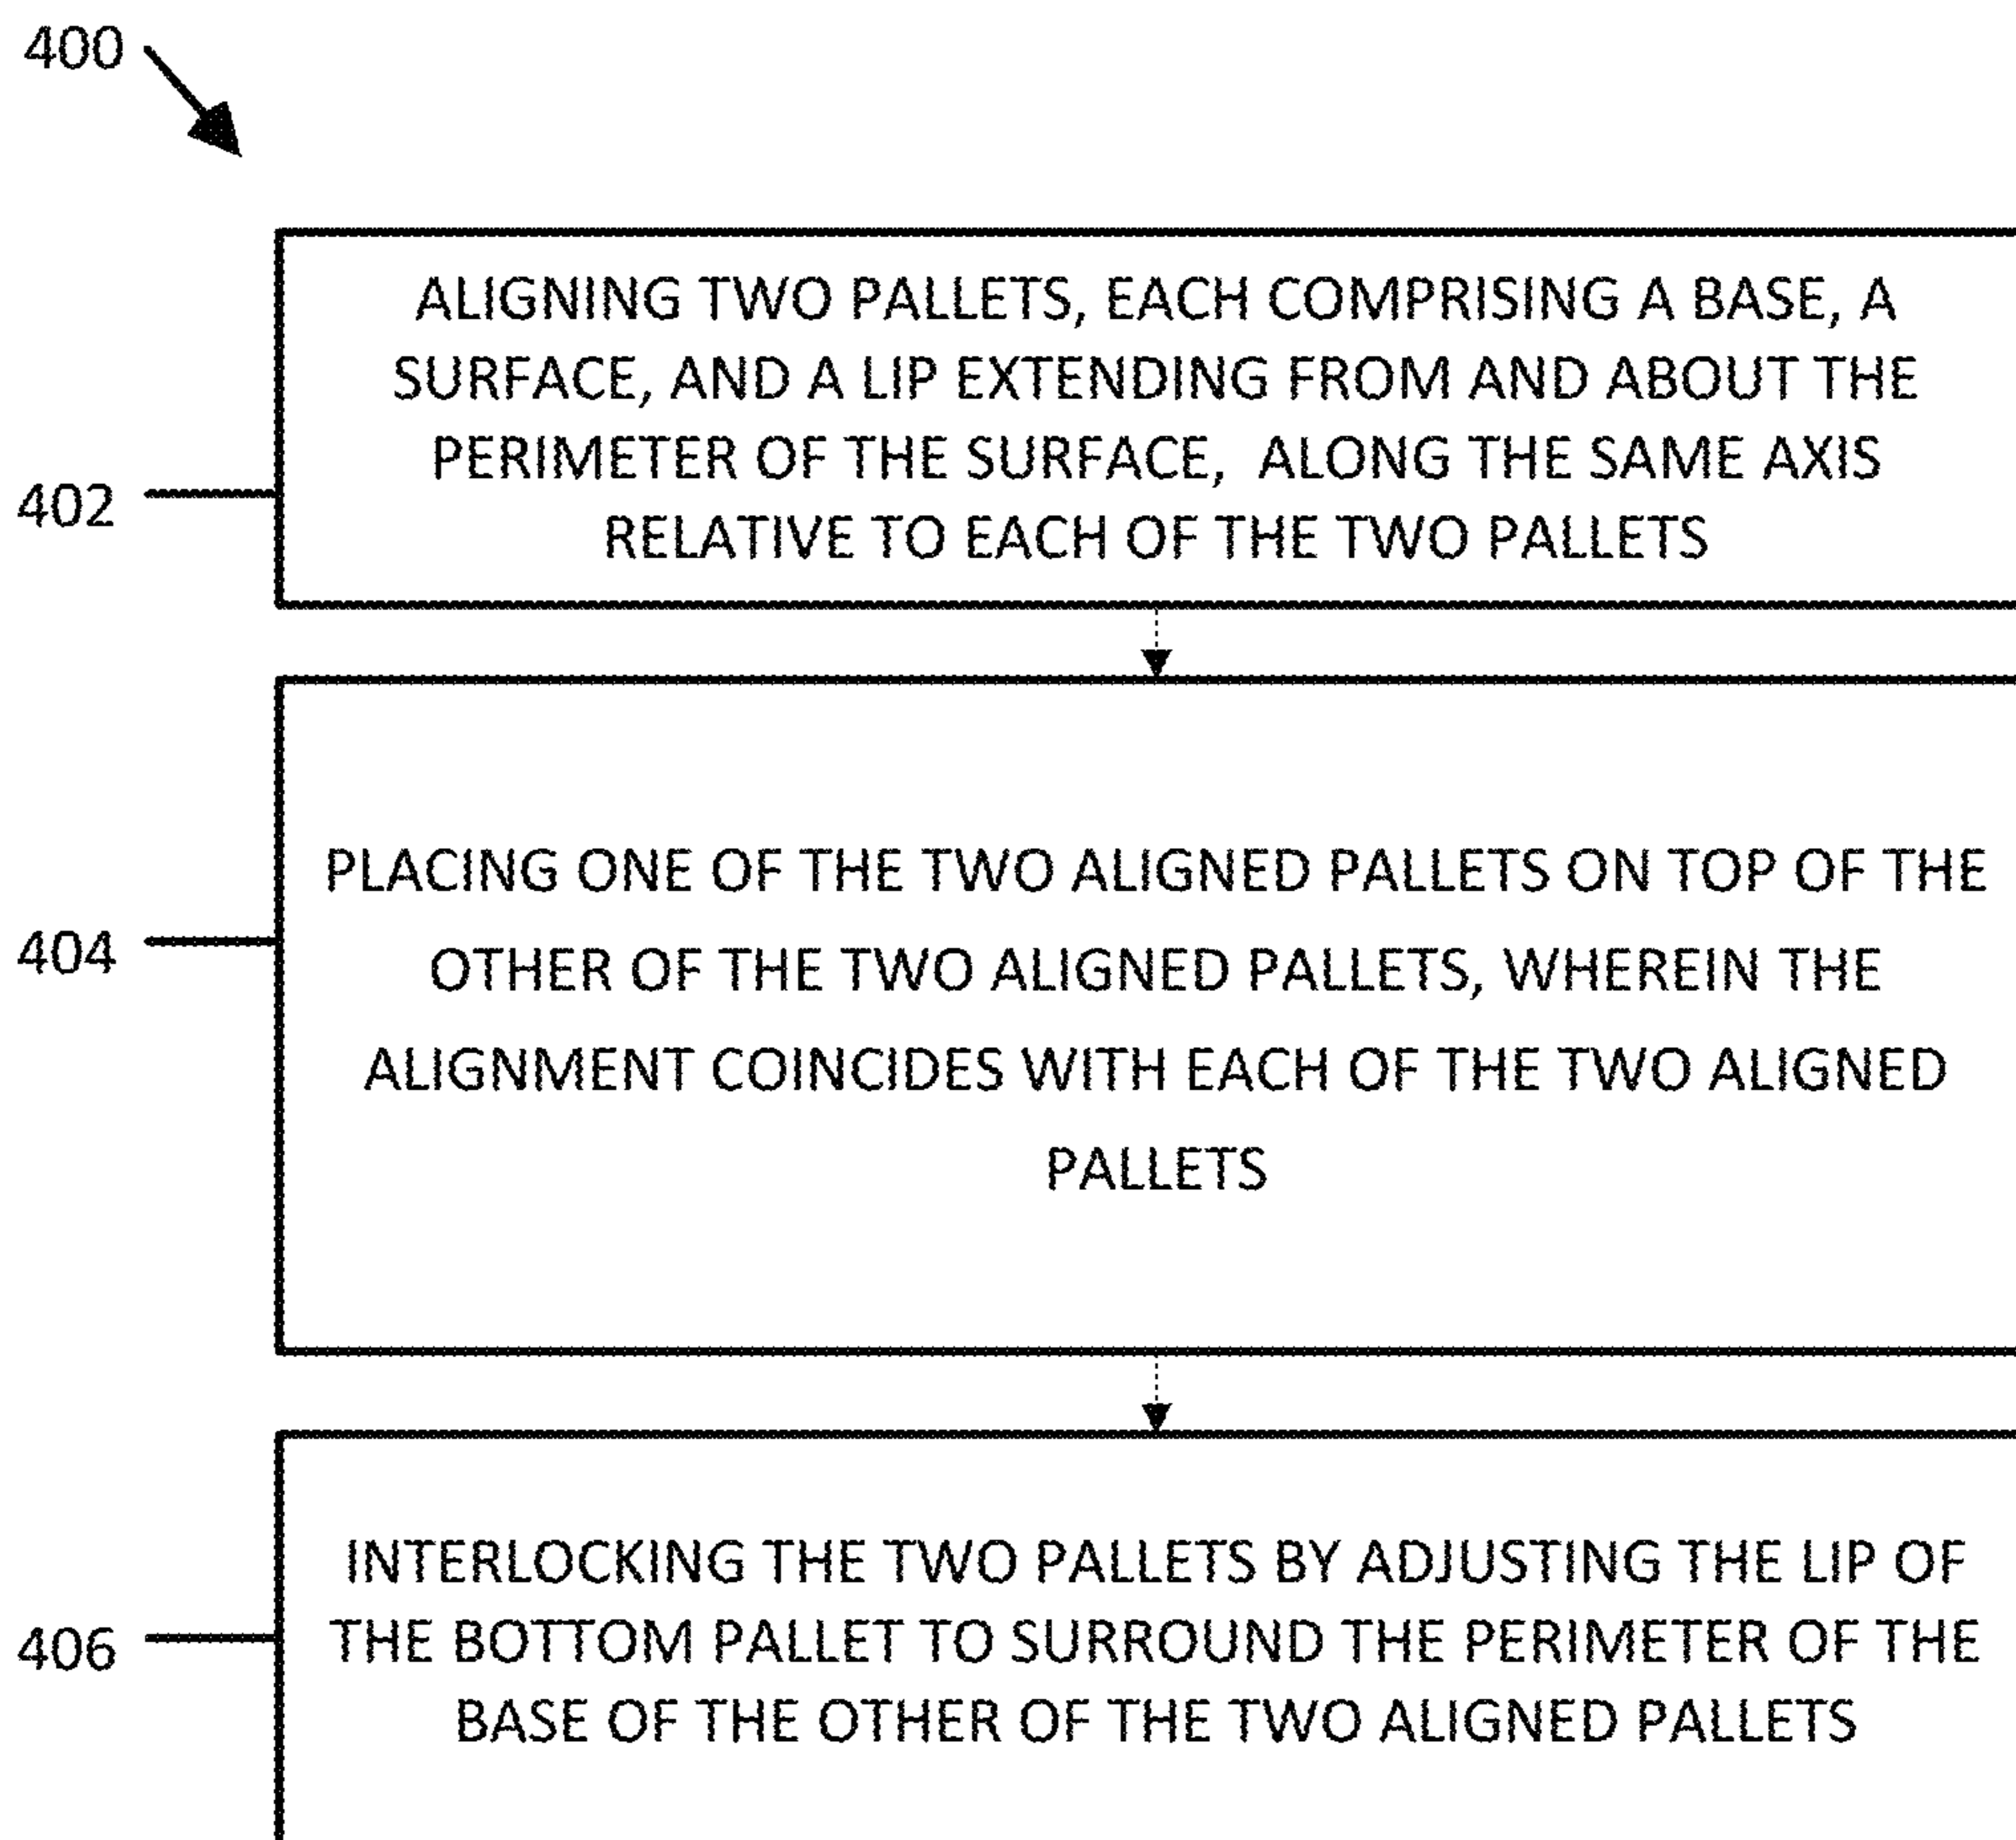 400
ALIGNING TWO PALLETS, EACH COMPRISING A BASE, A
SURFACE, AND A LIP EXTENDING FROM AND ABOUT THE
PERIMETER OF THE SURFACE, ALONG THE SAME AXIS
RELATIVE TO EACH OF THE TWO PALLETS
402
PLACING ONE OF THE TWO ALIGNED PALLETS ON TOP OF THE
OTHER OF THE TWO ALIGNED PALLETS, WHEREIN THE
ALIGNMENT COINCIDES WITH EACH OF THE TWO ALIGNED
PALLETS
404
INTERLOCKING THE TWO PALLETS BY ADJUSTING THE LIP OF
THE BOTTOM PALLET TO SURROUND THE PERIMETER OF THE
BASE OF THE OTHER OF THE TWO ALIGNED PALLETS
406